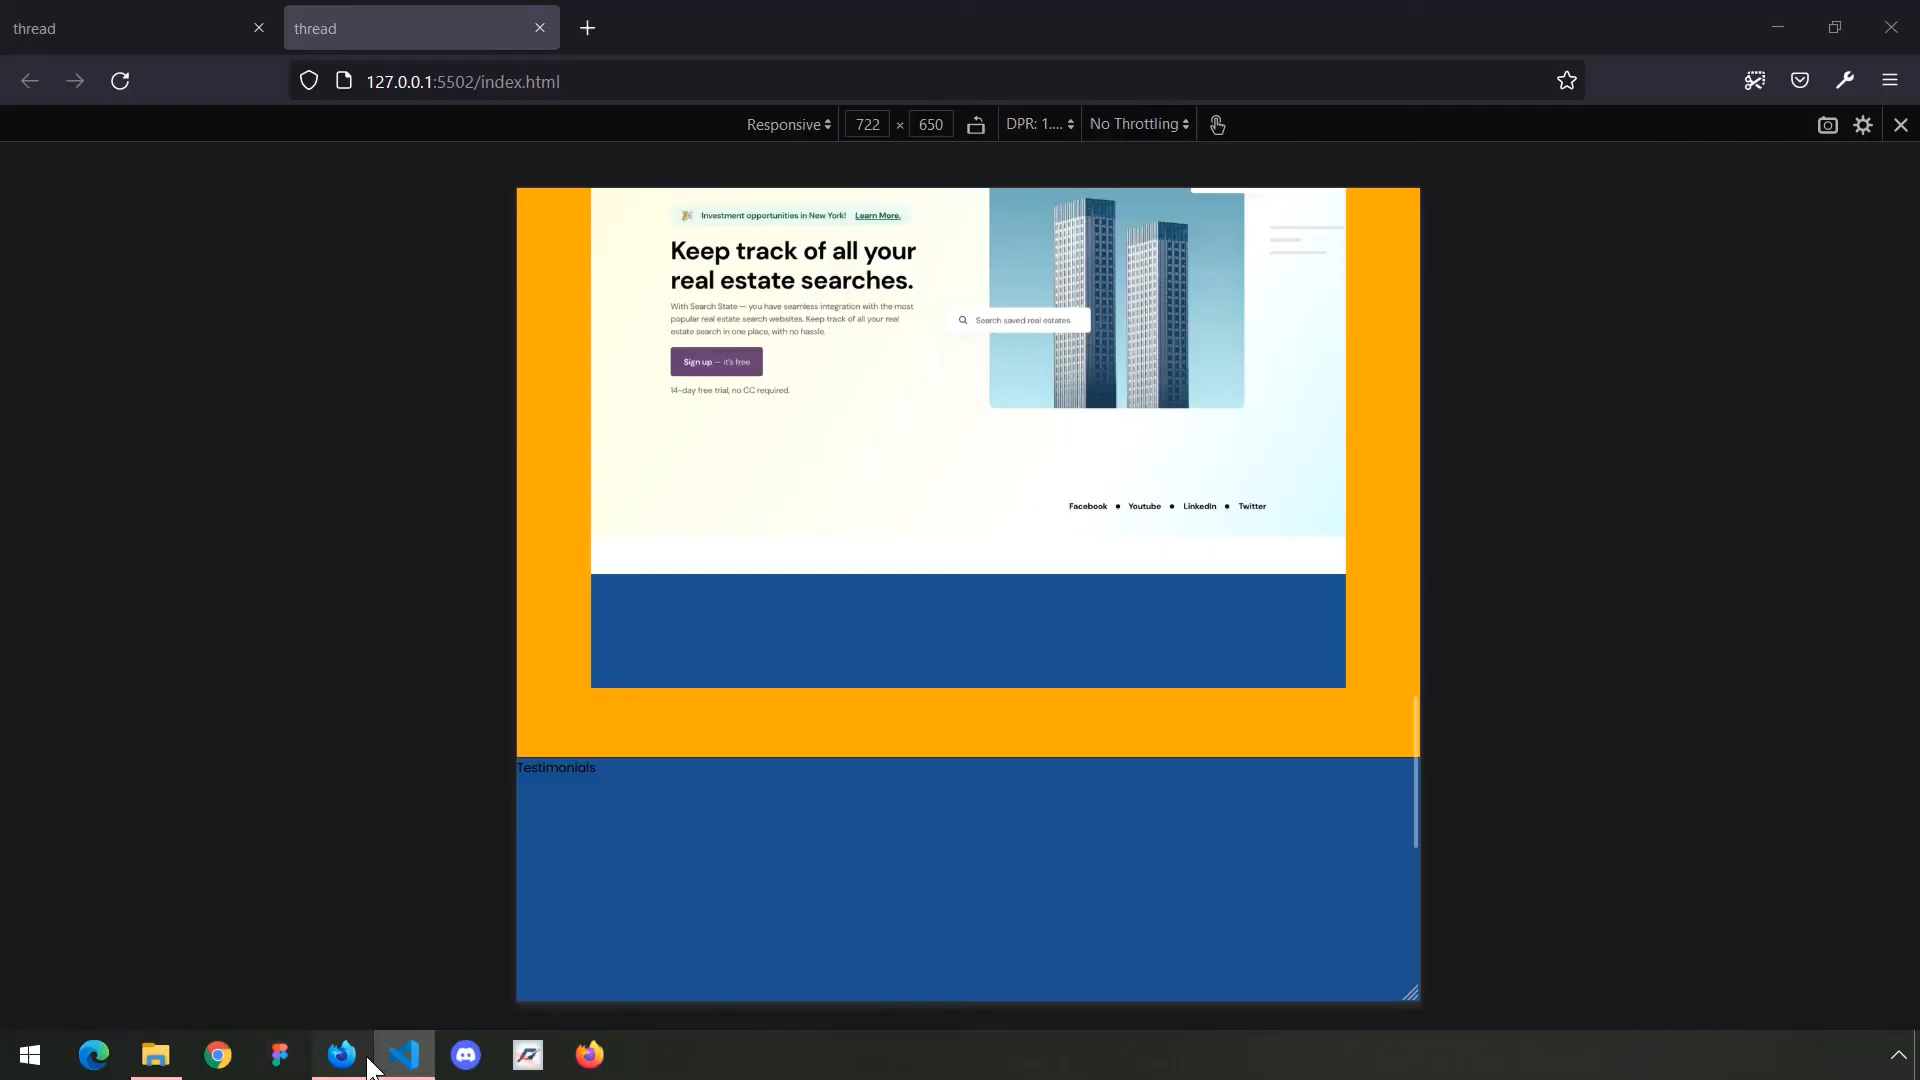 thread
thread
127.0.0.1:5502/index.html
Responsive 722 × 650 DPR: 1.... No Throttling
Investment opportunities in New York! Learn More.
Keep track of all your
real estate searches.
With Search State — you have seamless integration with the most
popular real estate search websites. Keep track of all your real
estate search in one place, with no hassle.
Search saved real estates
Sign up — it's free
14-day free trial, no CC required.
Facebook ● Youtube ● LinkedIn ● Twitter
Testimonials